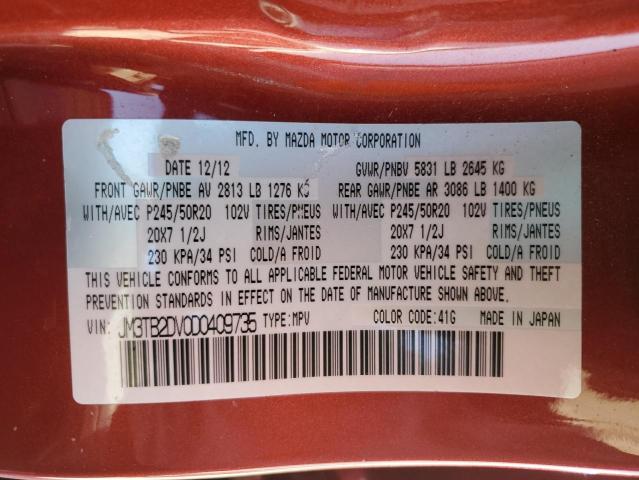 MFD. BY MAZDA MOTOR CORPORATION
DATE 12/12 GVWR/PNBV 5831 LB 2645 KG
FRONT GAWR/PNBE AV 2813 LB 1276 KG REAR GAWR/PNBE AR 3086 LB 1400 KG
WITH/AVEC P245/50R20 102V TIRES/PNEUS WITH/AVEC P245/50R20 102V TIRES/PNEUS
20X7 1/2J RIMS/JANTES 20X7 1/2J RIMS/JANTES
230 KPA/34 PSI COLD/A FROID 230 KPA/34 PSI COLD/A FROID
THIS VEHICLE CONFORMS TO ALL APPLICABLE FEDERAL MOTOR VEHICLE SAFETY AND THEFT
PREVENTION STANDARDS IN EFFECT ON THE DATE OF MANUFACTURE SHOWN ABOVE.
VIN: JM3TB2DV0D0409735 TYPE:MPV COLOR CODE:41G MADE IN JAPAN